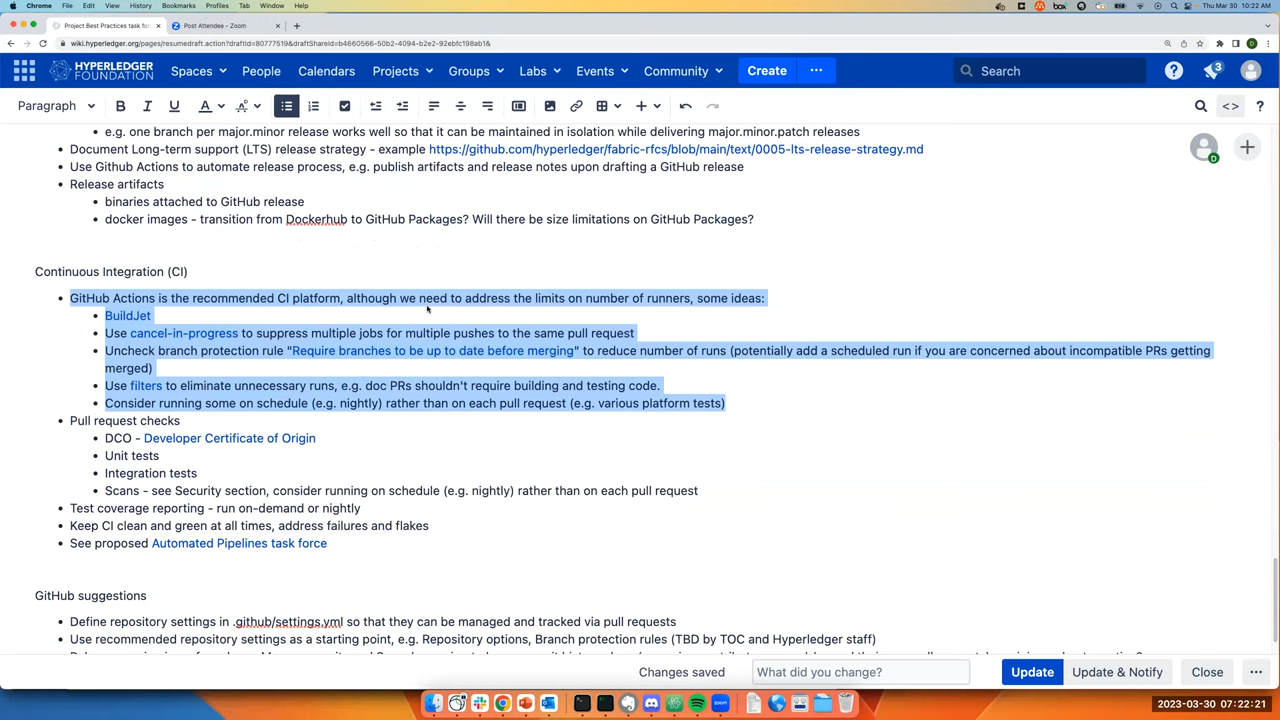 Chrome File Edit View History Bookmarks Profiles Tab Window Help
Thu Mar 30 10:22 AM
Project Best Practices task fo
Post Attendee - Zoom
wiki.hyperledger.org/pages/resumedraft.action?draftId=80777519&draftShareId=b4660566-50b2-4094-b2e2-92ebfc198ab1&
HYPERLEDGER FOUNDATION Spaces People Calendars Projects Groups Labs Events Community Create ··· Search 3
Paragraph B I U A
e.g. one branch per major.minor release works well so that it can be maintained in isolation while delivering major.minor.patch releases
Document Long-term support (LTS) release strategy - example https://github.com/hyperledger/fabric-rfcs/blob/main/text/0005-lts-release-strategy.md
Use Github Actions to automate release process, e.g. publish artifacts and release notes upon drafting a GitHub release
Release artifacts
binaries attached to GitHub release
docker images - transition from Dockerhub to GitHub Packages? Will there be size limitations on GitHub Packages?
Continuous Integration (CI)
GitHub Actions is the recommended CI platform, although we need to address the limits on number of runners, some ideas:
BuildJet
Use cancel-in-progress to suppress multiple jobs for multiple pushes to the same pull request
Uncheck branch protection rule "Require branches to be up to date before merging" to reduce number of runs (potentially add a scheduled run if you are concerned about incompatible PRs getting
merged)
Use filters to eliminate unnecessary runs, e.g. doc PRs shouldn't require building and testing code.
Consider running some on schedule (e.g. nightly) rather than on each pull request (e.g. various platform tests)
Pull request checks
DCO - Developer Certificate of Origin
Unit tests
Integration tests
Scans - see Security section, consider running on schedule (e.g. nightly) rather than on each pull request
Test coverage reporting - run on-demand or nightly
Keep CI clean and green at all times, address failures and flakes
See proposed Automated Pipelines task force
GitHub suggestions
Define repository settings in .github/settings.yml so that they can be managed and tracked via pull requests
Use recommended repository settings as a starting point, e.g. Repository options, Branch protection rules (TBD by TOC and Hyperledger staff)
Changes saved What did you change? Update Update & Notify Close ···
2023-03-30 07:22:21